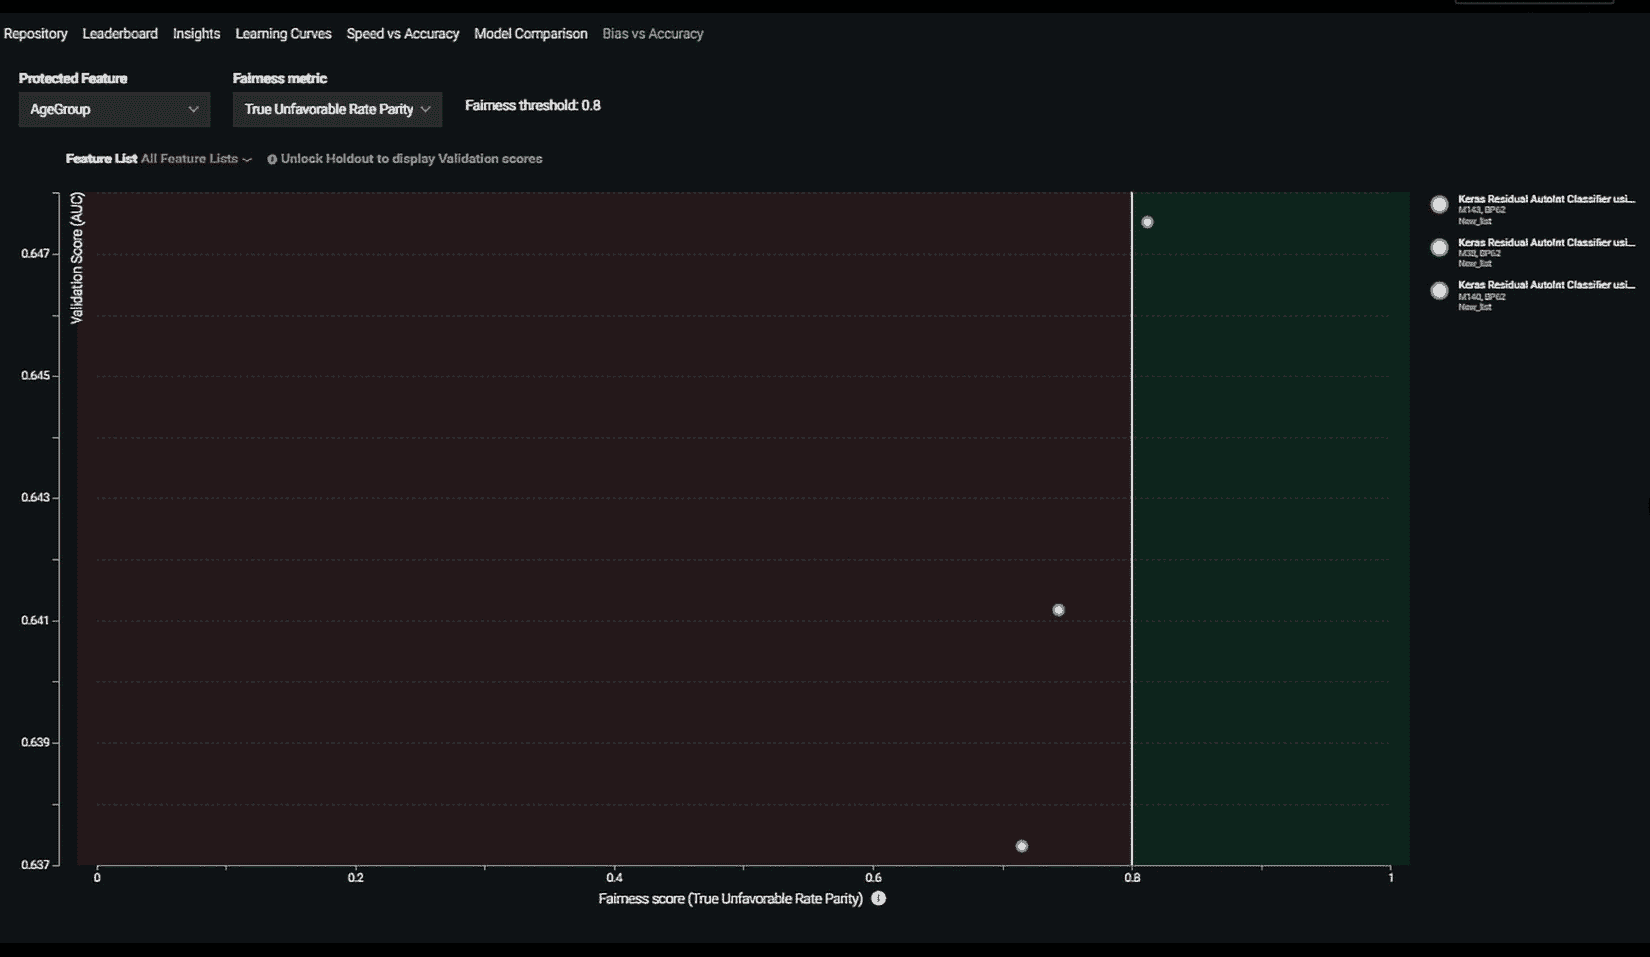 Repository Leaderboard Insights Learning Curves Speed vs Accuracy Model Comparison Bias vs Accuracy
Protected Feature Fairness metric
AgeGroup True Unfavorable Rate Parity Fairness threshold: 0.8
Feature List All Feature Lists Unlock Holdout to display Validation scores
Validation Score (AUC)
0.647
0.645
0.643
0.641
0.639
0.637
0 0.2 0.4 0.6 0.8 1
Fairness score (True Unfavorable Rate Parity)
Keras Residual AutoInt Classifier usi...
M143, BP62
New_list
Keras Residual AutoInt Classifier usi...
BP62
New_list
Keras Residual AutoInt Classifier usi...
M140, BP62
New_list